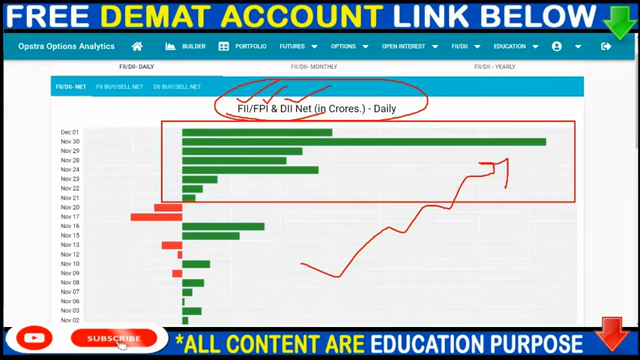 FREE DEMAT ACCOUNT LINK BELOW
Opstra Options Analytics BUILDER PORTFOLIO FUTURES OPTIONS OPEN INTEREST FII/DII EDUCATION
FII/DII-DAILY FII/DII-MONTHLY FII/DII -YEARLY
FII/DII-NET FII BUY/SELL NET DII BUY/SELL NET
FII/FPI & DII Net (in Crores.) - Daily
Dec 01
Nov 30
Nov 29
Nov 28
Nov 24
Nov 23
Nov 22
Nov 21
Nov 20
Nov 17
Nov 16
Nov 15
Nov 13
Nov 12
Nov 10
Nov 09
Nov 08
Nov 07
Nov 06
Nov 03
Nov 02
SUBSCRIBE
*ALL CONTENT ARE EDUCATION PURPOSE